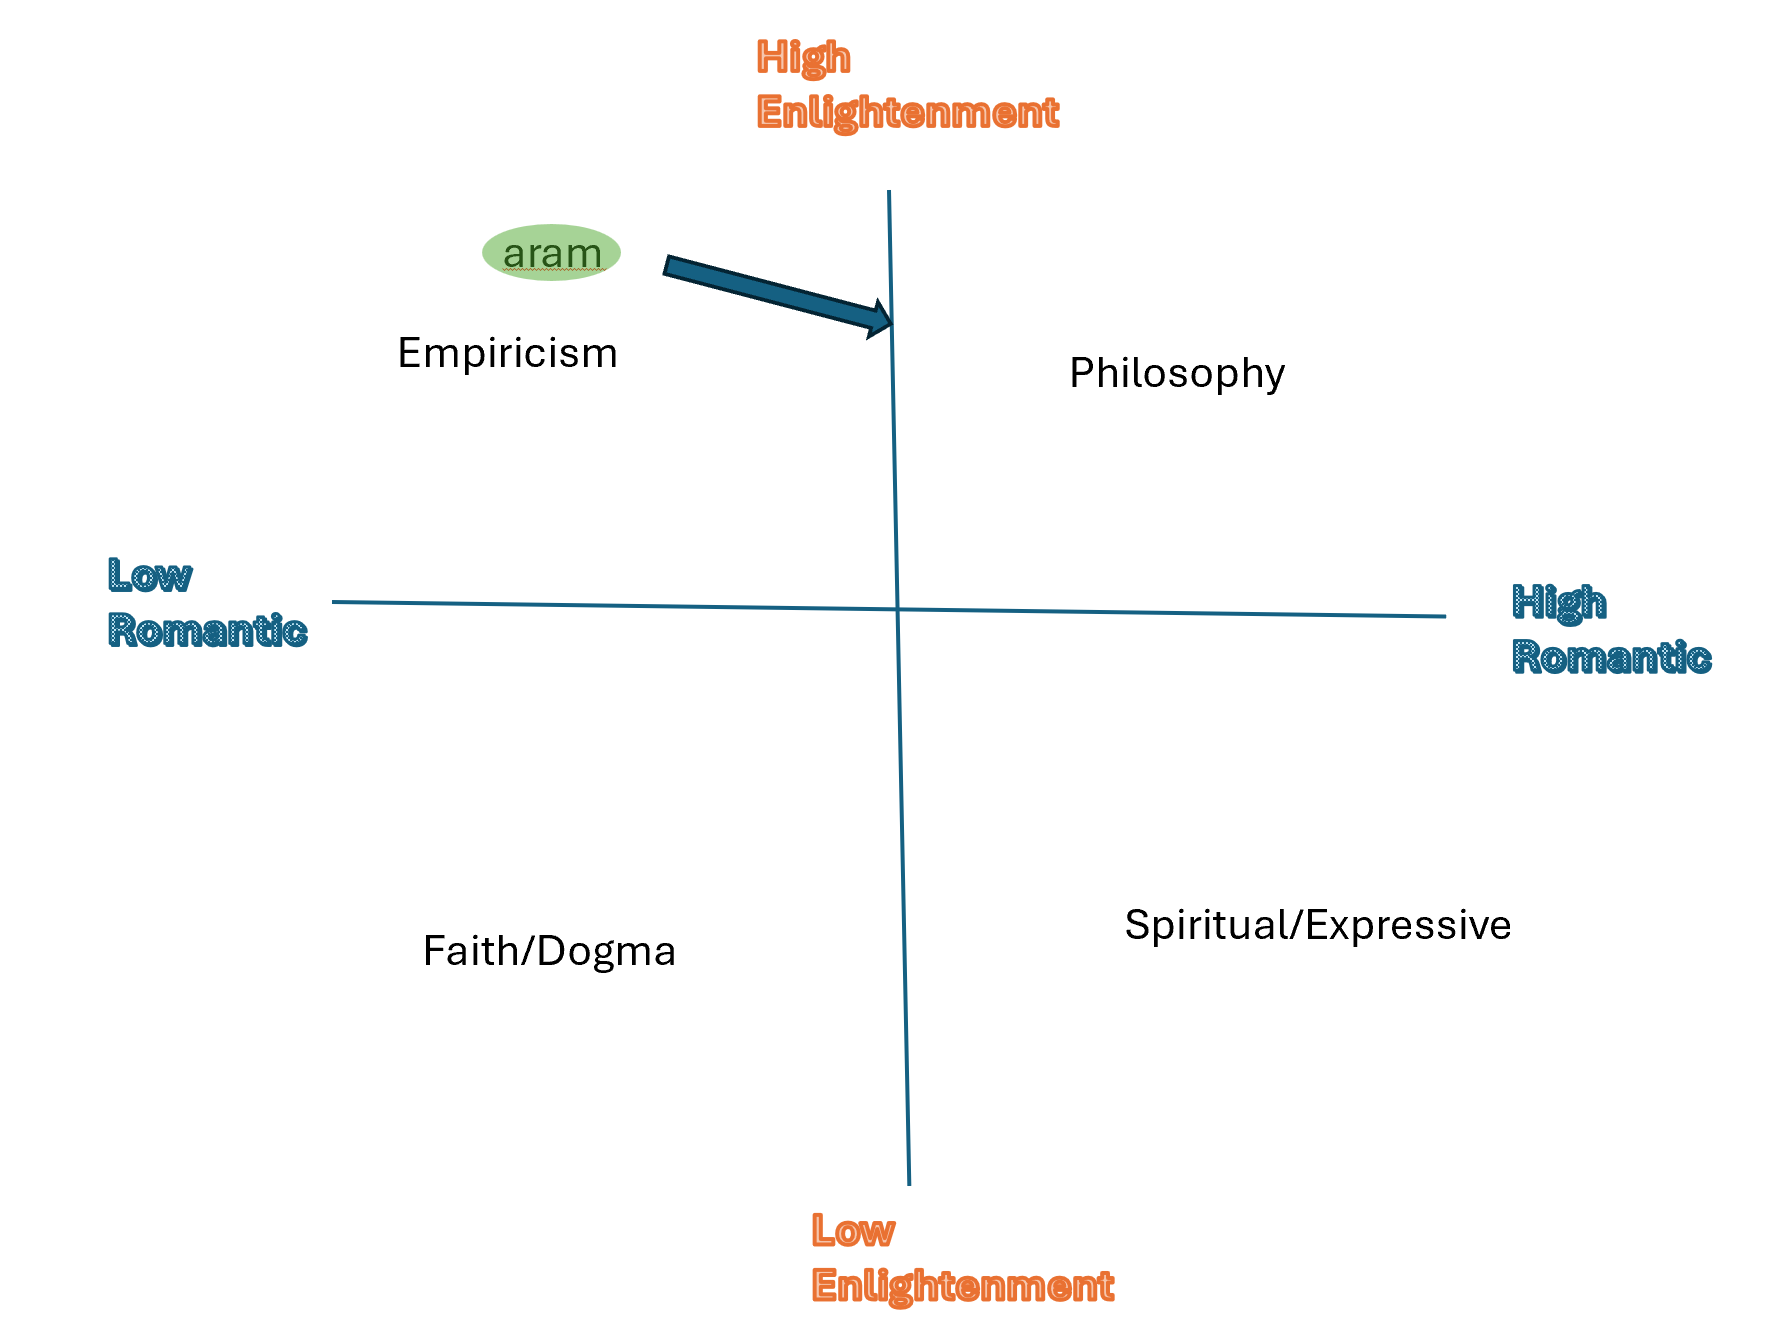 High
Enlightenment
aram
Empiricism
Philosophy
Low
Romantic
High
Romantic
Faith/Dogma
Spiritual/Expressive
Low
Enlightenment